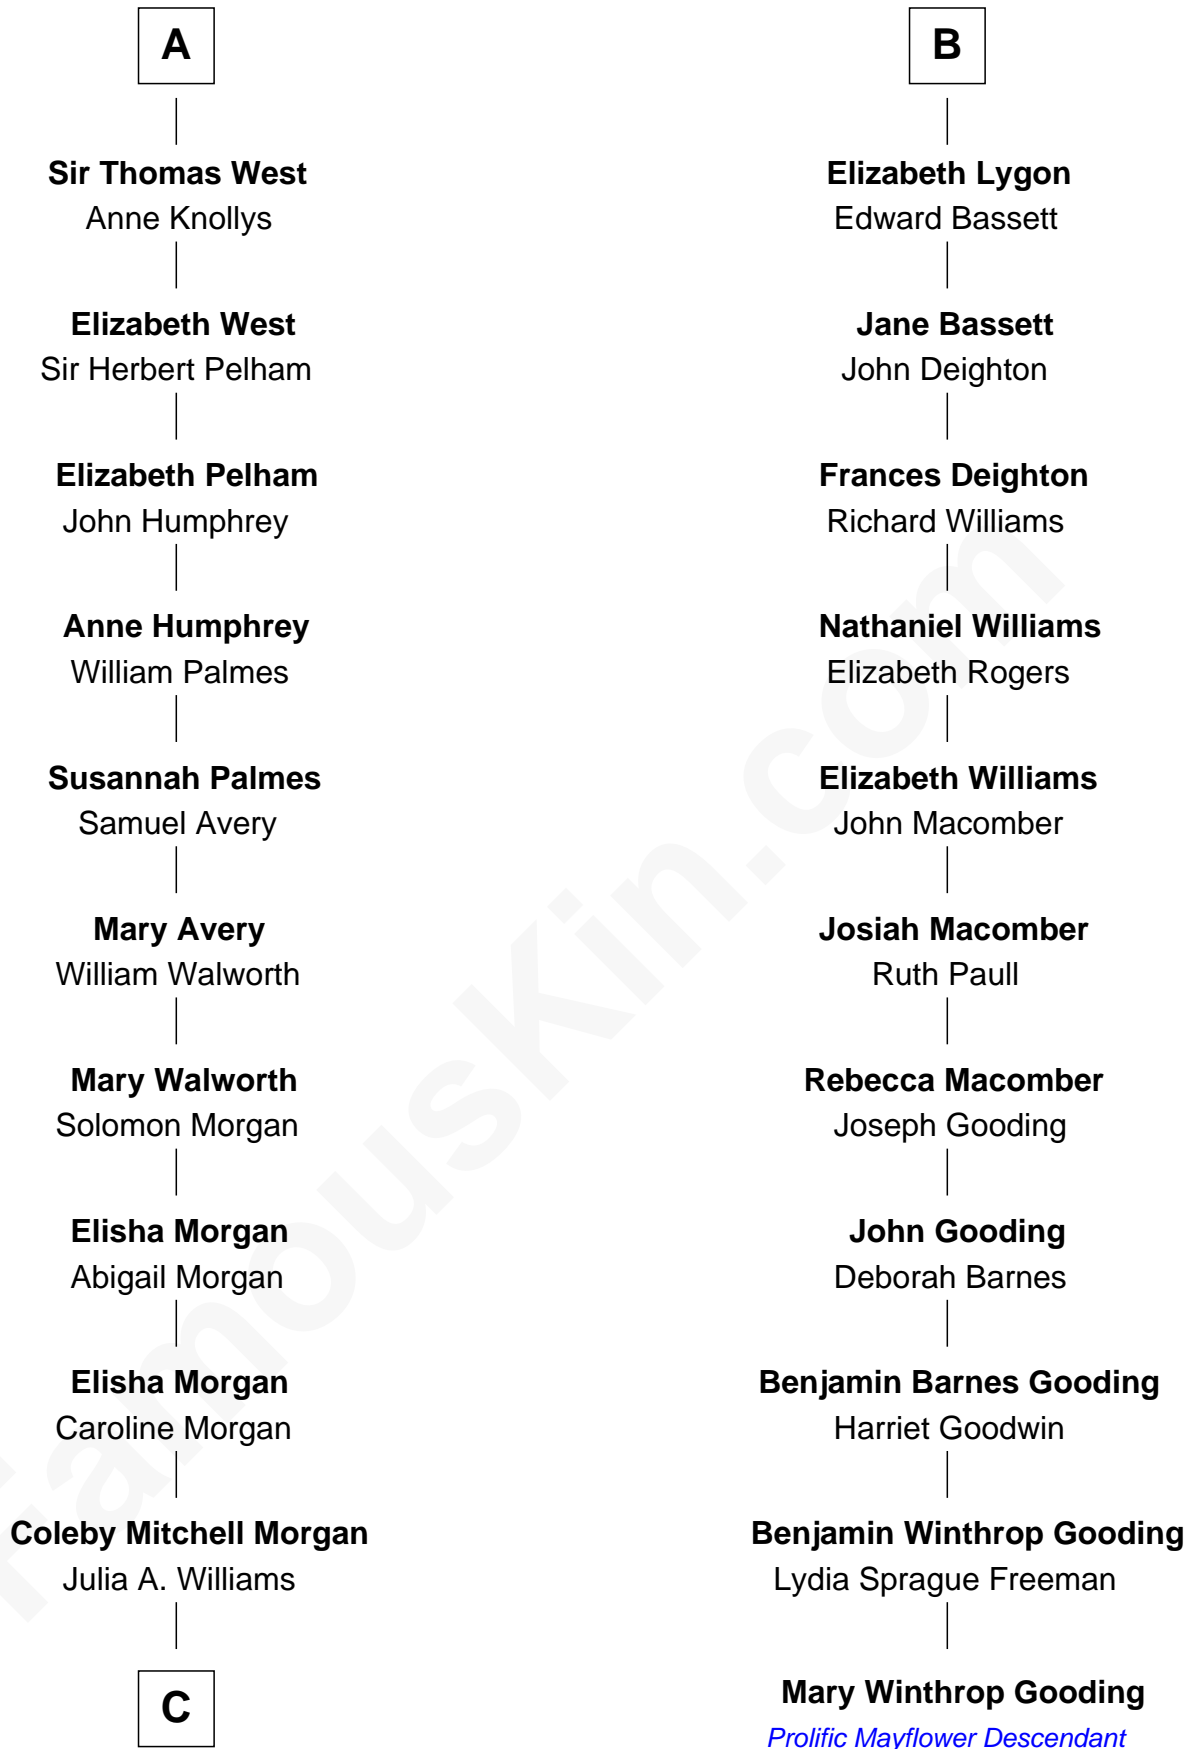 A
Sir Thomas West
Anne Knollys
Elizabeth West
Sir Herbert Pelham
Elizabeth Pelham
John Humphrey
Anne Humphrey
William Palmes
Susannah Palmes
Samuel Avery
Mary Avery
William Walworth
Mary Walworth
Solomon Morgan
Elisha Morgan
Abigail Morgan
Elisha Morgan
Caroline Morgan
Coleby Mitchell Morgan
Julia A. Williams
C
B
Elizabeth Lygon
Edward Bassett
Jane Bassett
John Deighton
Frances Deighton
Richard Williams
Nathaniel Williams
Elizabeth Rogers
Elizabeth Williams
John Macomber
Josiah Macomber
Ruth Paull
Rebecca Macomber
Joseph Gooding
John Gooding
Deborah Barnes
Benjamin Barnes Gooding
Harriet Goodwin
Benjamin Winthrop Gooding
Lydia Sprague Freeman
Mary Winthrop Gooding
Prolific Mayflower Descendant
FamousKin.com